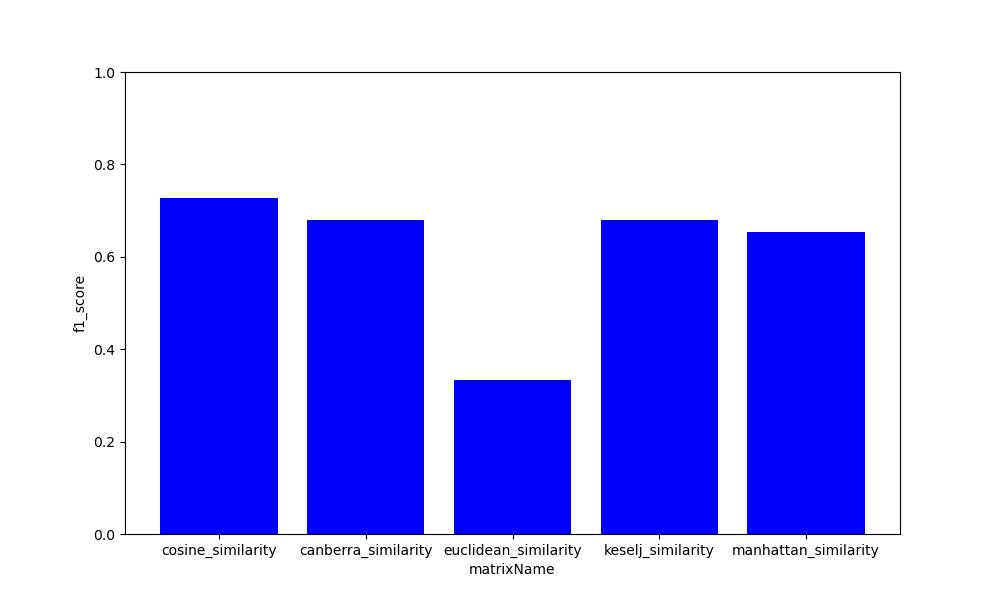 1.0
0.8
0.6
0.4
0.2
0.0
f1_score
cosine_similarity canberra_similarity euclidean_similarity keselj_similarity manhattan_similarity
matrixName